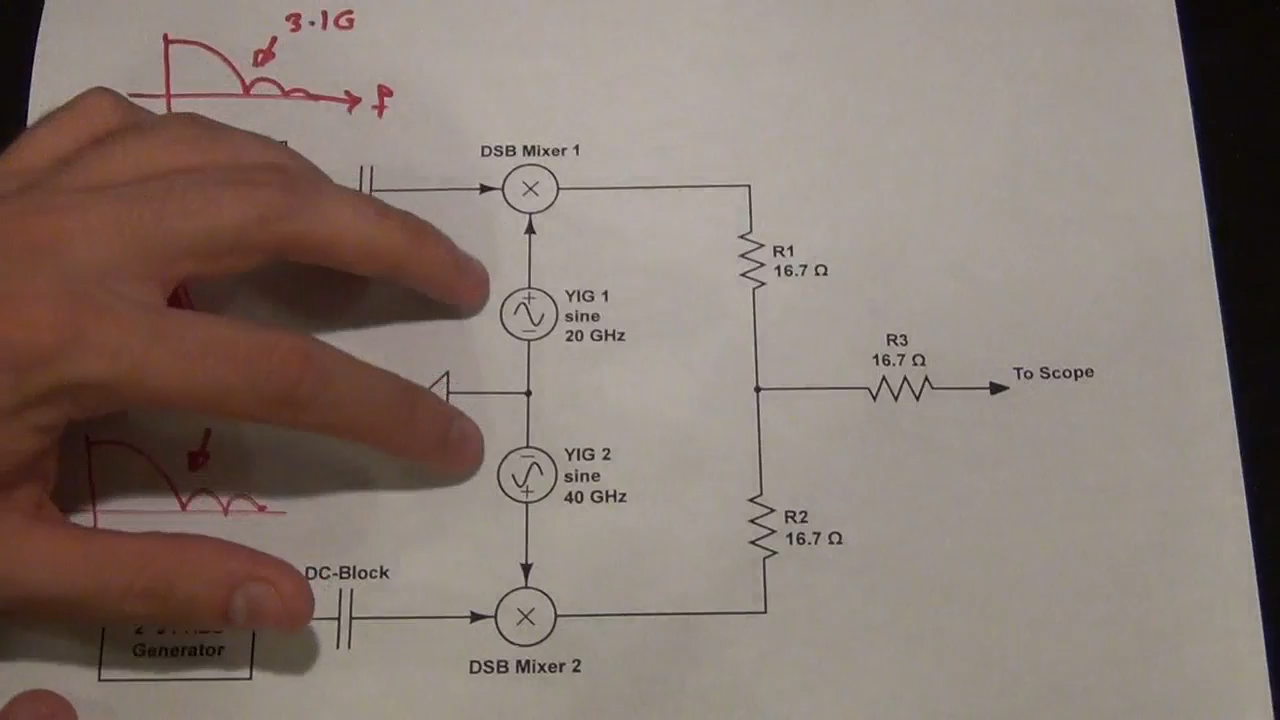 3.1G
f
DSB Mixer 1
R1
16.7 Ω
YIG 1
sine
20 GHz
R3
16.7 Ω
To Scope
YIG 2
sine
40 GHz
R2
16.7 Ω
DC-Block
Generator
DSB Mixer 2